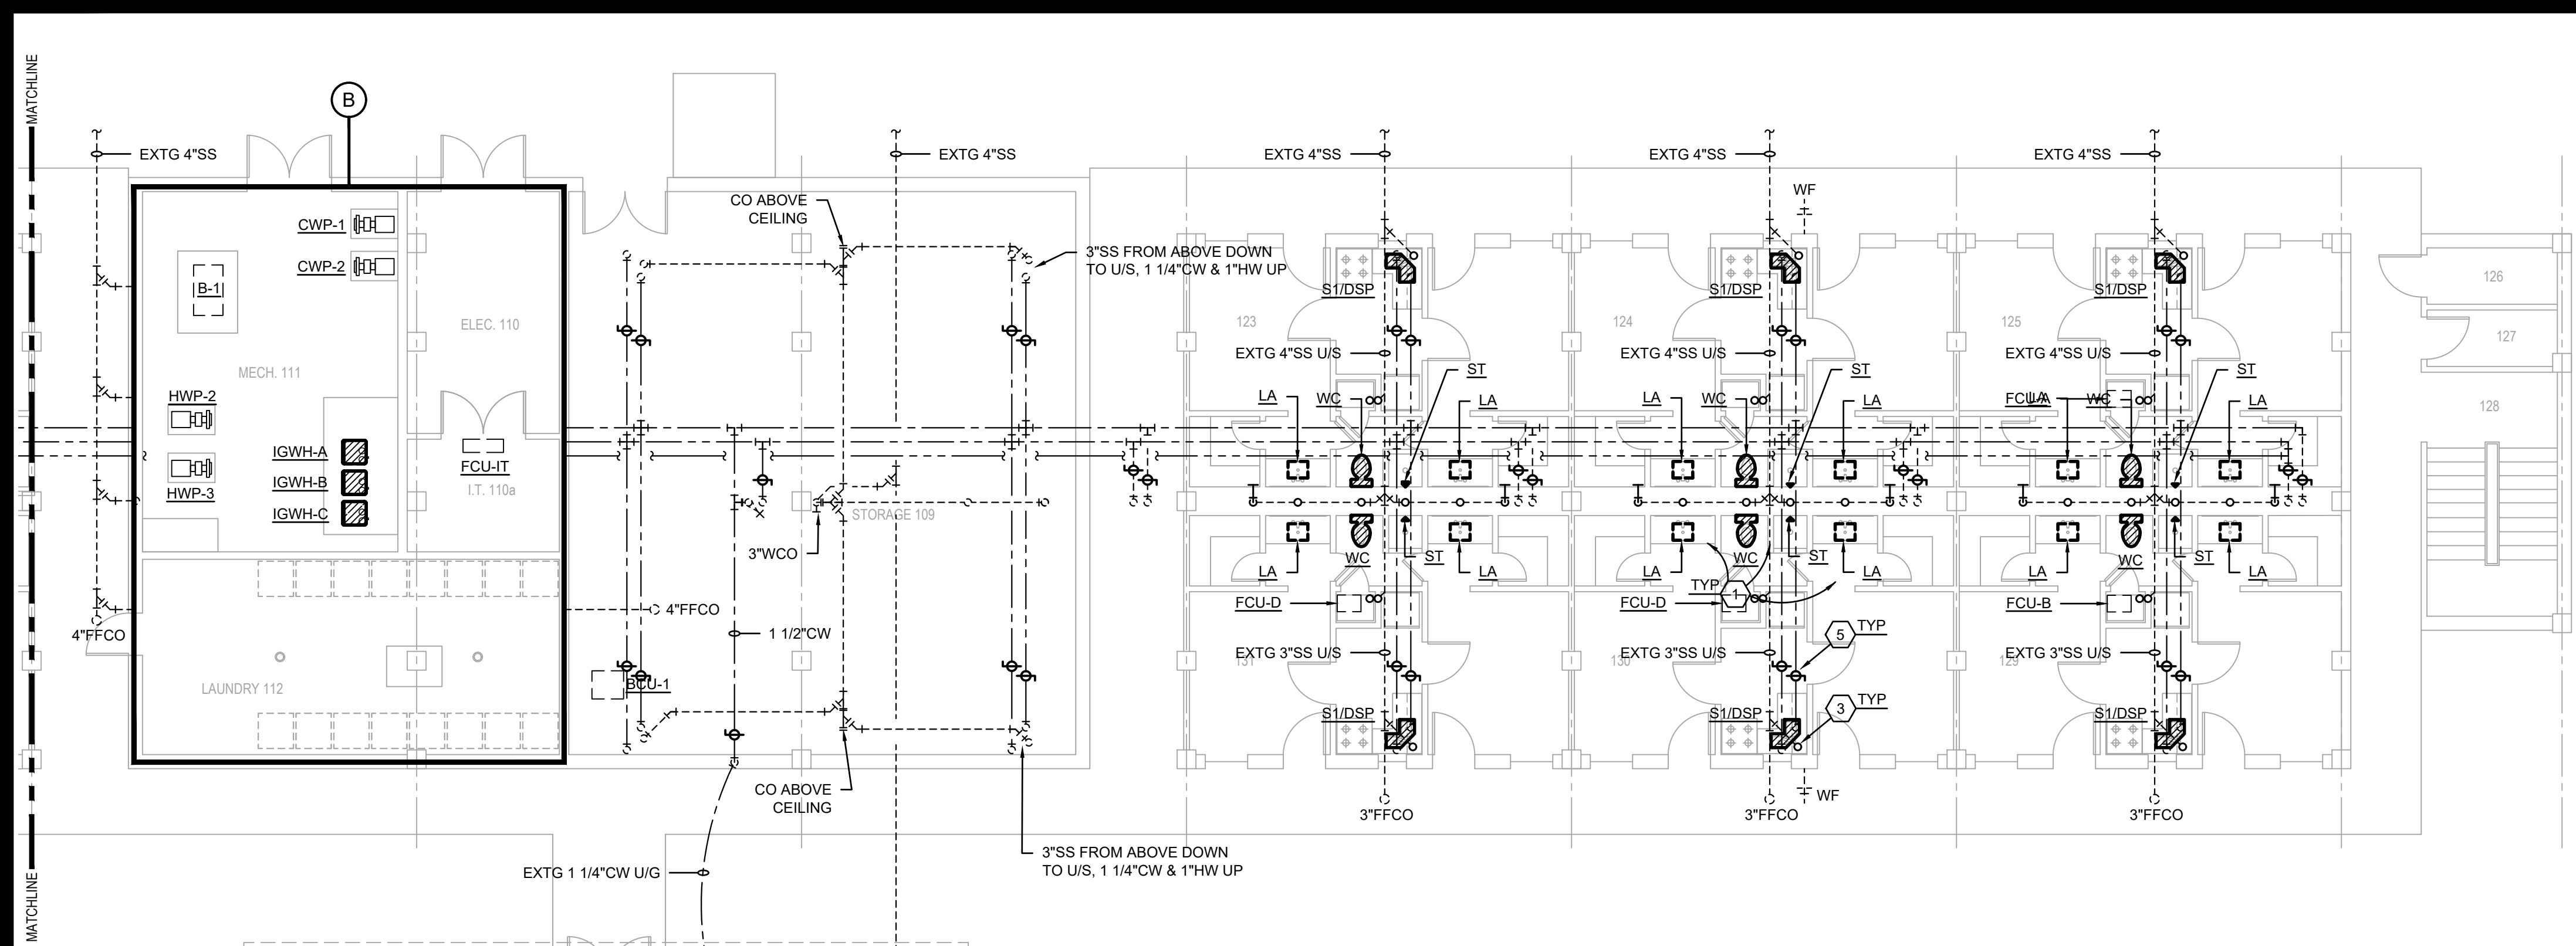 MATCHLINE
B
EXTG 4"SS
EXTG 4"SS
EXTG 4"SS
EXTG 4"SS
EXTG 4"SS
WF
CO ABOVE
CEILING
CWP-1
CWP-2
3"SS FROM ABOVE DOWN
TO U/S, 1 1/4"CW & 1"HW UP
B-1
S1/DSP
S1/DSP
S1/DSP
126
ELEC. 110
123
124
125
127
EXTG 4"SS U/S
EXTG 4"SS U/S
EXTG 4"SS U/S
MECH. 111
ST
ST
ST
HWP-2
LA
WC
LA
LA
WC
LA
FCU-A
LA
WC
LA
128
IGWH-A
FCU-IT
IGWH-B
I.T. 110a
HWP-3
IGWH-C
STORAGE 109
3"WCO
WC
ST
WC
ST
WC
ST
LA
LA
LA
LA
LA
LA
TYP
1
4"FFCO
FCU-D
FCU-D
FCU-B
4"FFCO
1 1/2"CW
5
TYP
EXTG 3"SS U/S
EXTG 3"SS U/S
EXTG 3"SS U/S
131
130
129
LAUNDRY 112
BCU-1
3
TYP
S1/DSP
S1/DSP
S1/DSP
CO ABOVE
CEILING
WF
3"FFCO
3"FFCO
3"FFCO
3"SS FROM ABOVE DOWN
TO U/S, 1 1/4"CW & 1"HW UP
EXTG 1 1/4"CW U/G
MATCHLINE